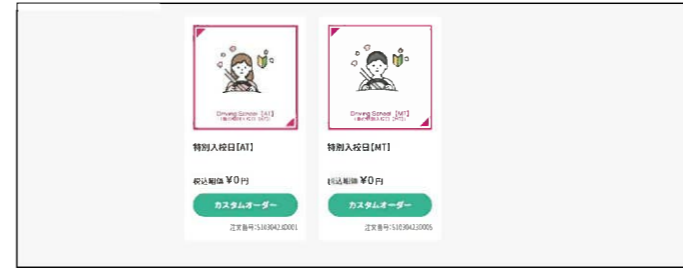 Driving School [AT]
特別入校日[AT]
税込総価 ¥0円
カスタムオーダー
Driving School [MT]
特別入校日[MT]
税込総価 ¥0円
カスタムオーダー